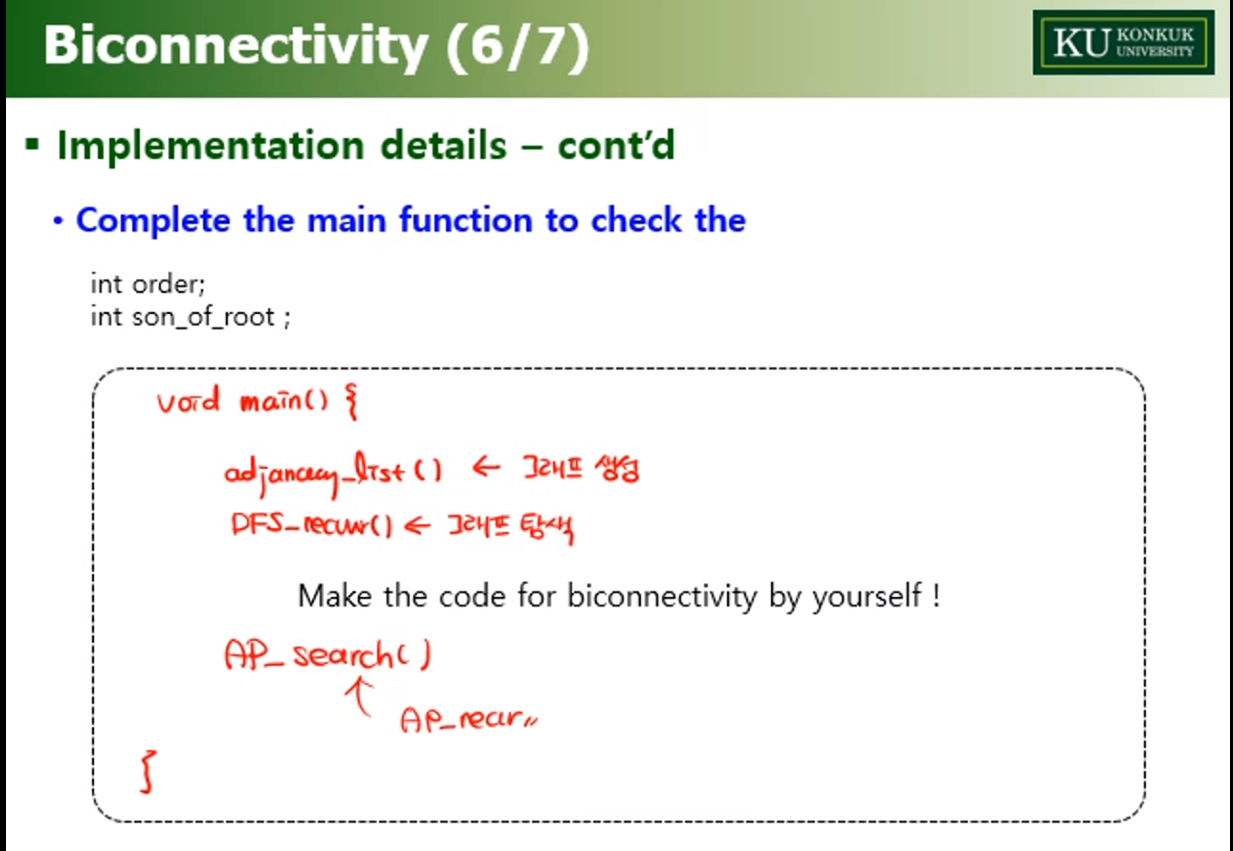 Biconnectivity (6/7)
KU KONKUK UNIVERSITY
▪ Implementation details – cont’d
• Complete the main function to check the
int order;
int son_of_root ;
void main() {
adjancecy_list() ← 그래프 생성
DFS_recur() ← 그래프 탐색
Make the code for biconnectivity by yourself !
AP_search()
↑ AP_recur〃
}